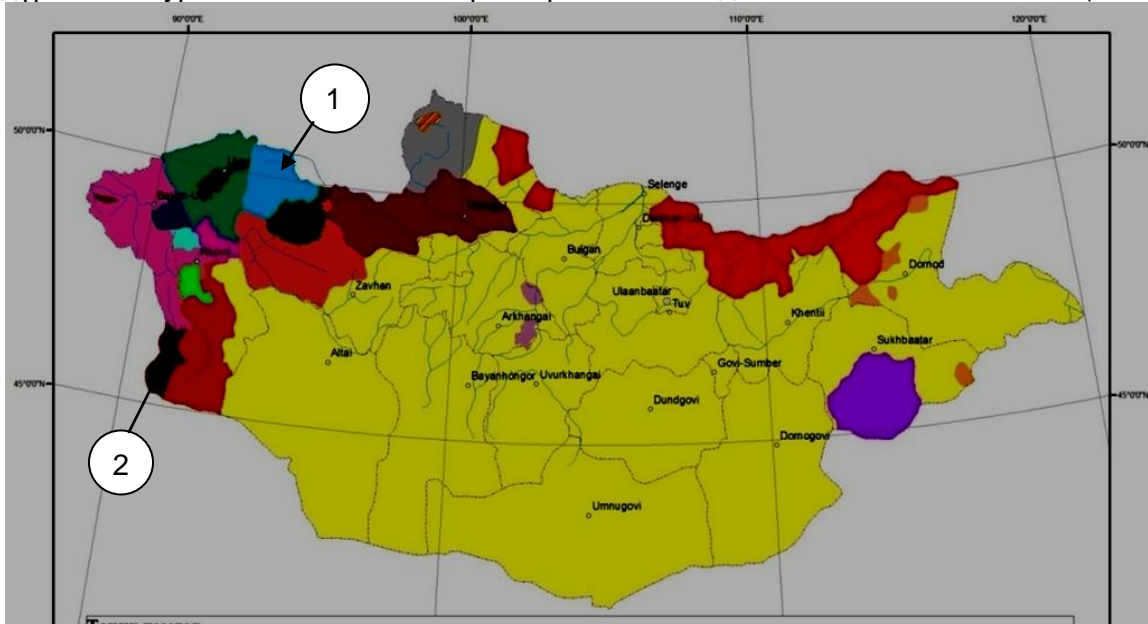 90°0'0"E 100°0'0"E 110°0'0"E 120°0'0"E
1
50°0'0"N 50°0'0"N
Selenge
Bulgan
Dornod
Zavhan
Ulaanbaatar
Tuv
Arkhangai
Khentii
Sukhbaatar
Altai
Govi-Sumber
45°0'0"N
Bayanhongor Uvurkhangai
45°0'0"N
Dundgovi
Dornogovi
2
Umnugovi